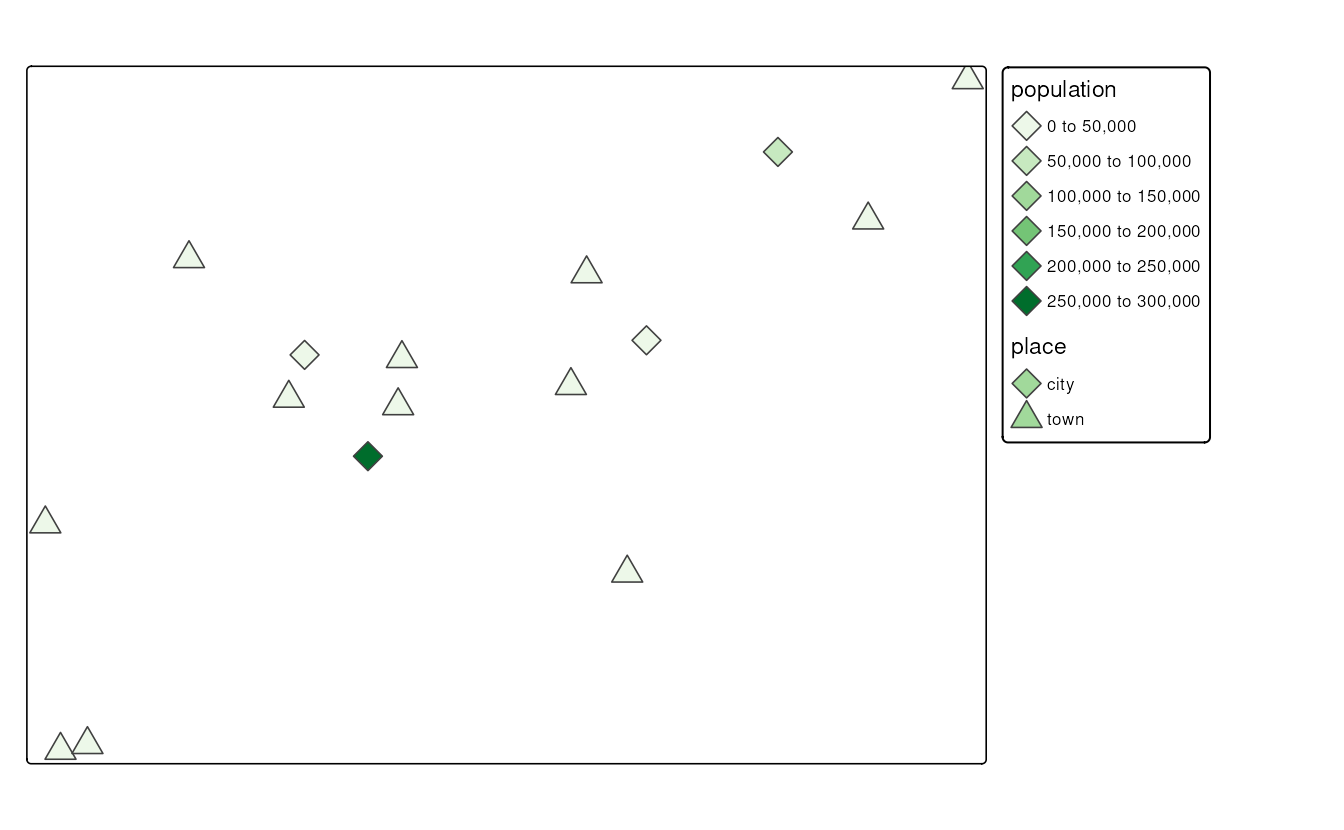 population
0 to 50,000
50,000 to 100,000
100,000 to 150,000
150,000 to 200,000
200,000 to 250,000
250,000 to 300,000
place
city
town